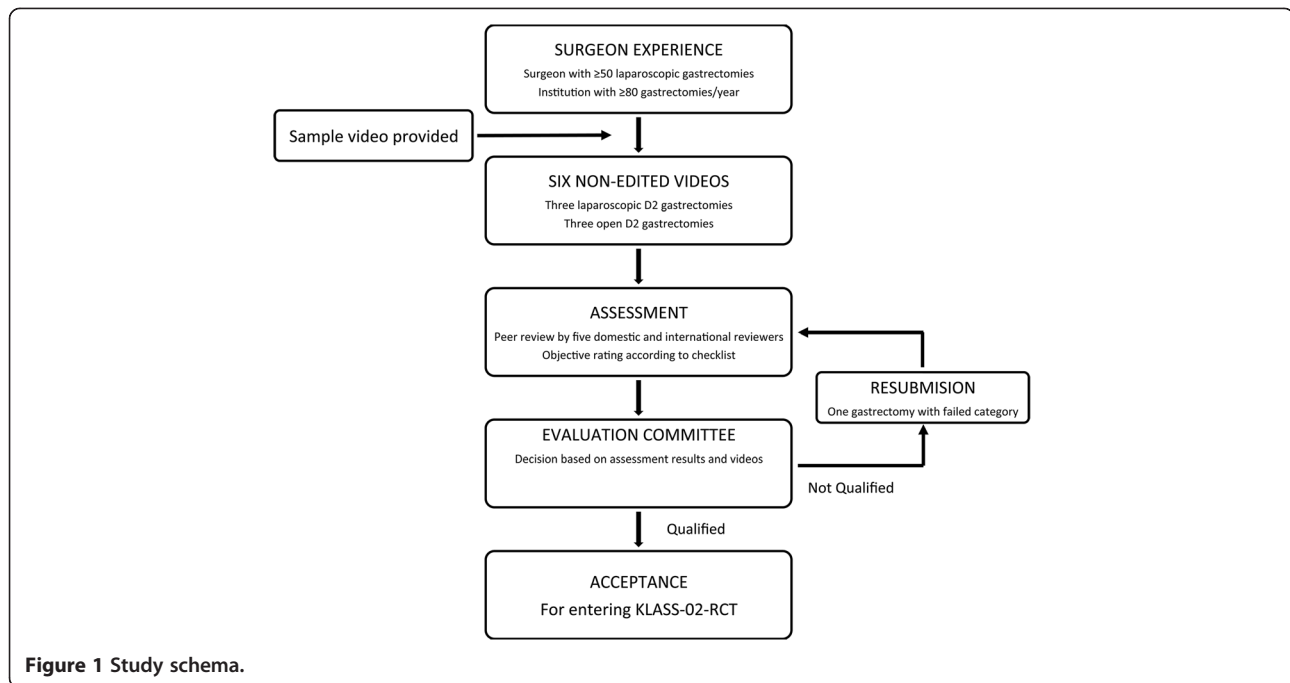 SURGEON EXPERIENCE
Surgeon with ≥50 laparoscopic gastrectomies
Institution with ≥80 gastrectomies/year
Sample video provided
SIX NON-EDITED VIDEOS
Three laparoscopic D2 gastrectomies
Three open D2 gastrectomies
ASSESSMENT
Peer review by five domestic and international reviewers
Objective rating according to checklist
RESUBMISION
One gastrectomy with failed category
EVALUATION COMMITTEE
Decision based on assessment results and videos
Not Qualified
Qualified
ACCEPTANCE
For entering KLASS-02-RCT
Figure 1 Study schema.